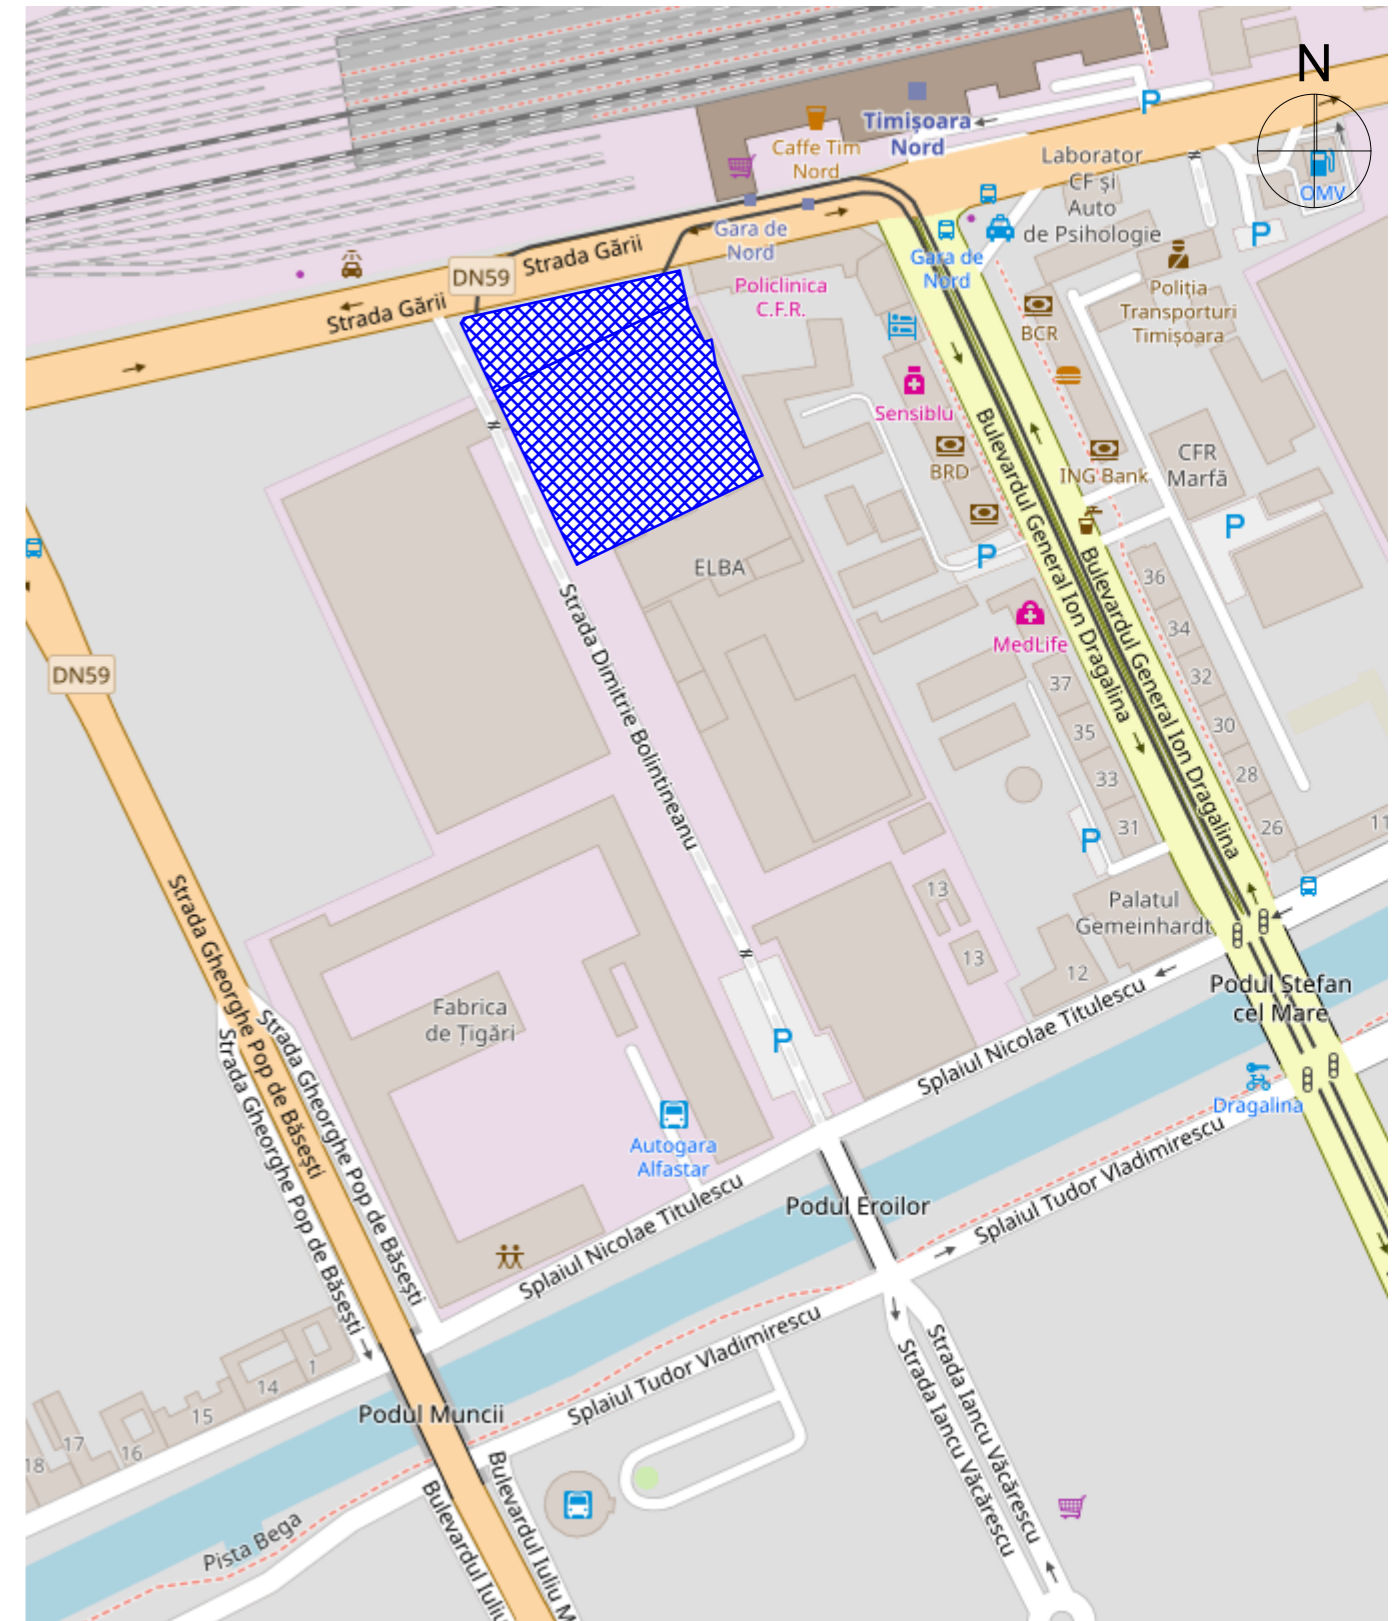 N
Timișoara
Nord
Caffe Tim
Nord
P
Laborator
CF și
Auto
de Psihologie
OMV
P
Gara de
Nord
Strada Gării
DN59
Strada Gării
Gara de
Nord
Policlinica
C.F.R.
Poliția
Transporturi
Timișoara
BCR
Sensiblu
BRD
ING Bank
CFR
Marfă
P
P
Bulevardul General Ion Dragalina
Bulevardul General Ion Dragalina
ELBA
36
MedLife
34
DN59
37
32
Strada Dimitrie Bolintineanu
35
30
33
28
31
26
11
P
13
Palatul
Gemeinhardt
13
12
Podul Ștefan
cel Mare
Strada Gheorghe Pop de Băsești
Strada Gheorghe Pop de Băsești
Strada Gheorghe Pop de Băsești
Fabrica
de Țigări
P
Splaiul Nicolae Titulescu
Dragalina
Autogara
Alfastar
Podul Eroilor
Splaiul Tudor Vladimirescu
Splaiul Nicolae Titulescu
1
14
15
16
17
18
Podul Muncii
Splaiul Tudor Vladimirescu
Strada Iancu Văcărescu
Strada Iancu Văcărescu
Pista Bega
Bulevardul Iuliu
Bulevardul Iuliu M